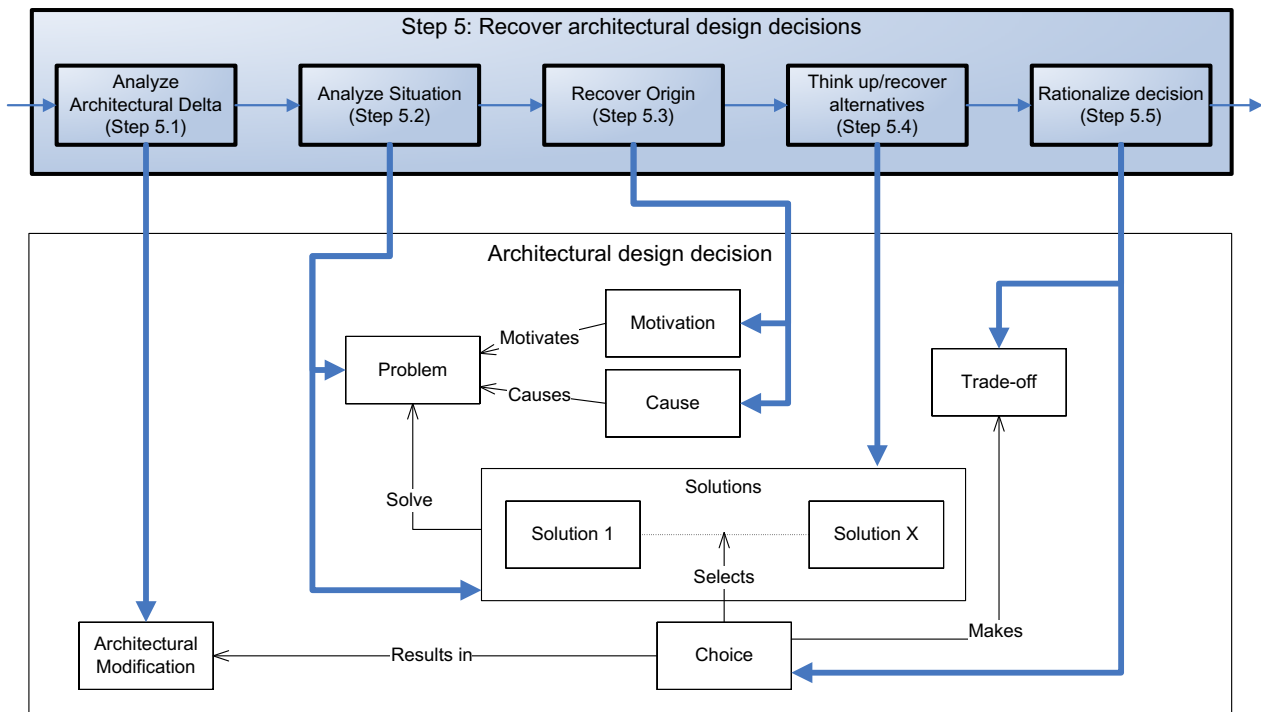 Step 5: Recover architectural design decisions
Analyze
Architectural Delta
(Step 5.1)
Analyze Situation
(Step 5.2)
Recover Origin
(Step 5.3)
Think up/recover
alternatives
(Step 5.4)
Rationalize decision
(Step 5.5)
Architectural design decision
Motivation
Motivates
Problem
Trade-off
Causes
Cause
Solutions
Solve
Solution 1
Solution X
Selects
Architectural
Modification
Results in
Choice
Makes